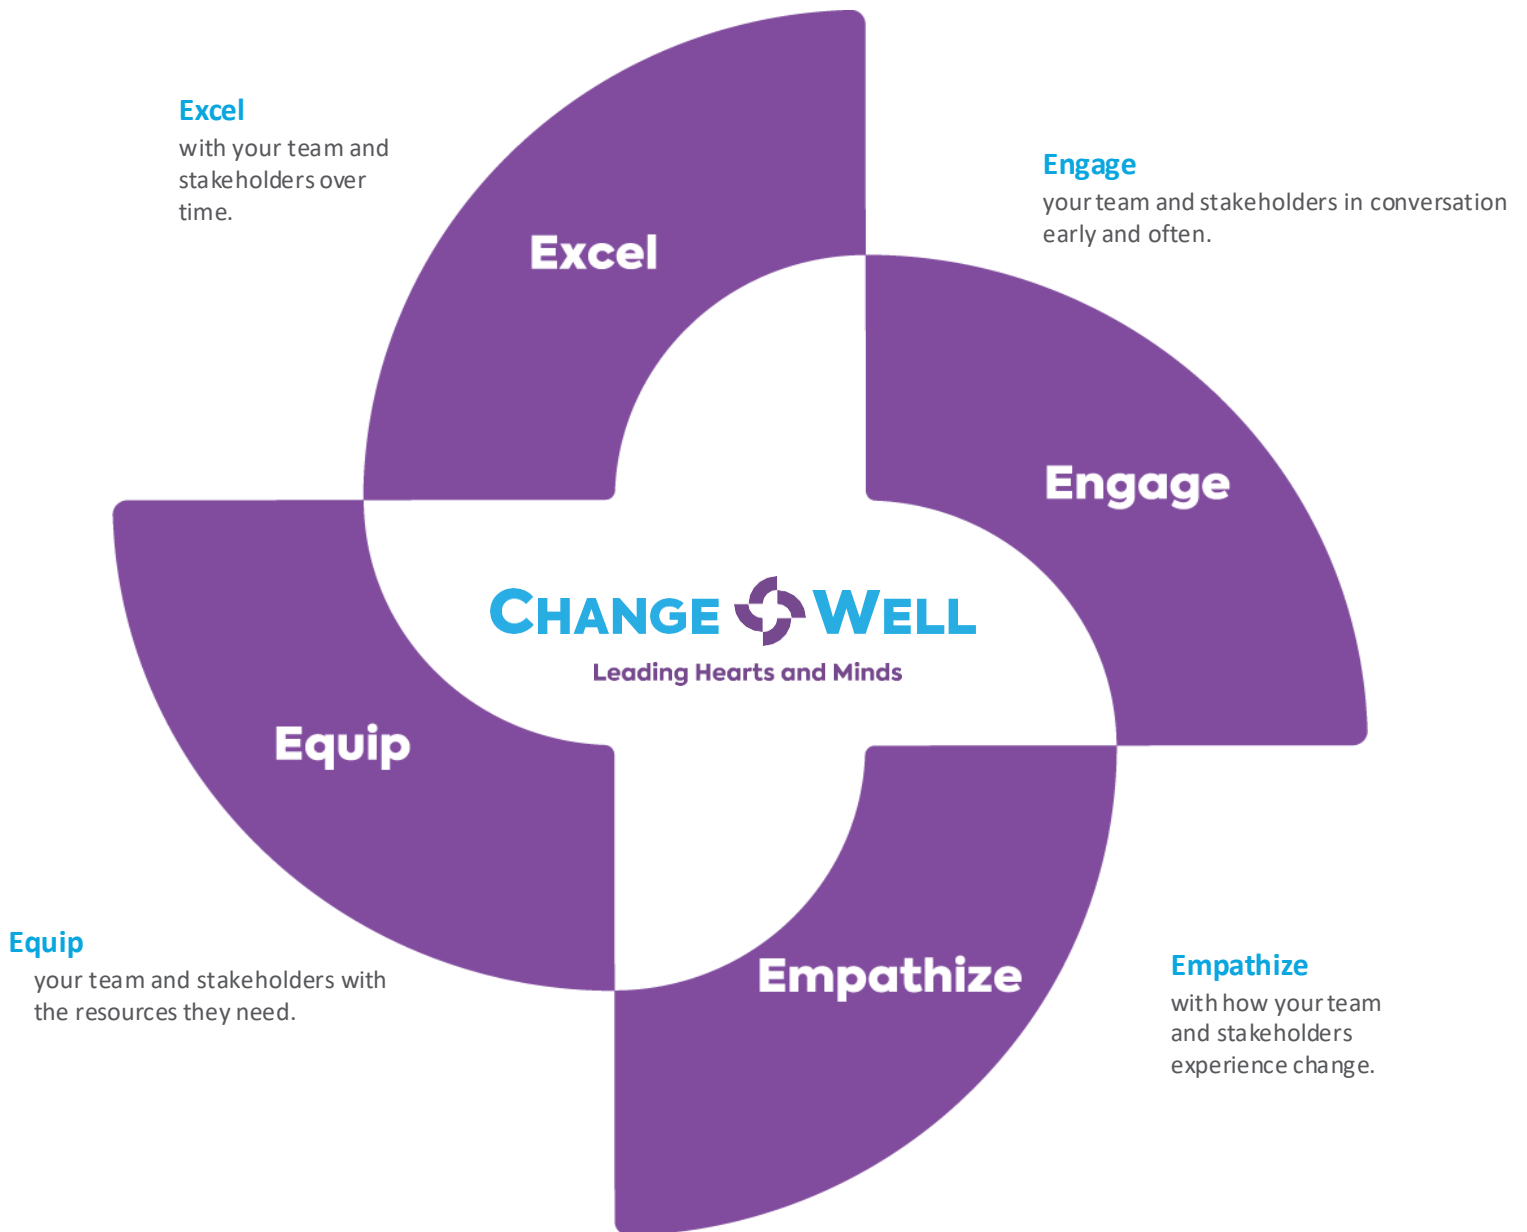 Excel
with your team and
stakeholders over
time.
Engage
your team and stakeholders in conversation
early and often.
Excel
Engage
CHANGE WELL
Leading Hearts and Minds
Equip
Empathize
Equip
your team and stakeholders with
the resources they need.
Empathize
with how your team
and stakeholders
experience change.